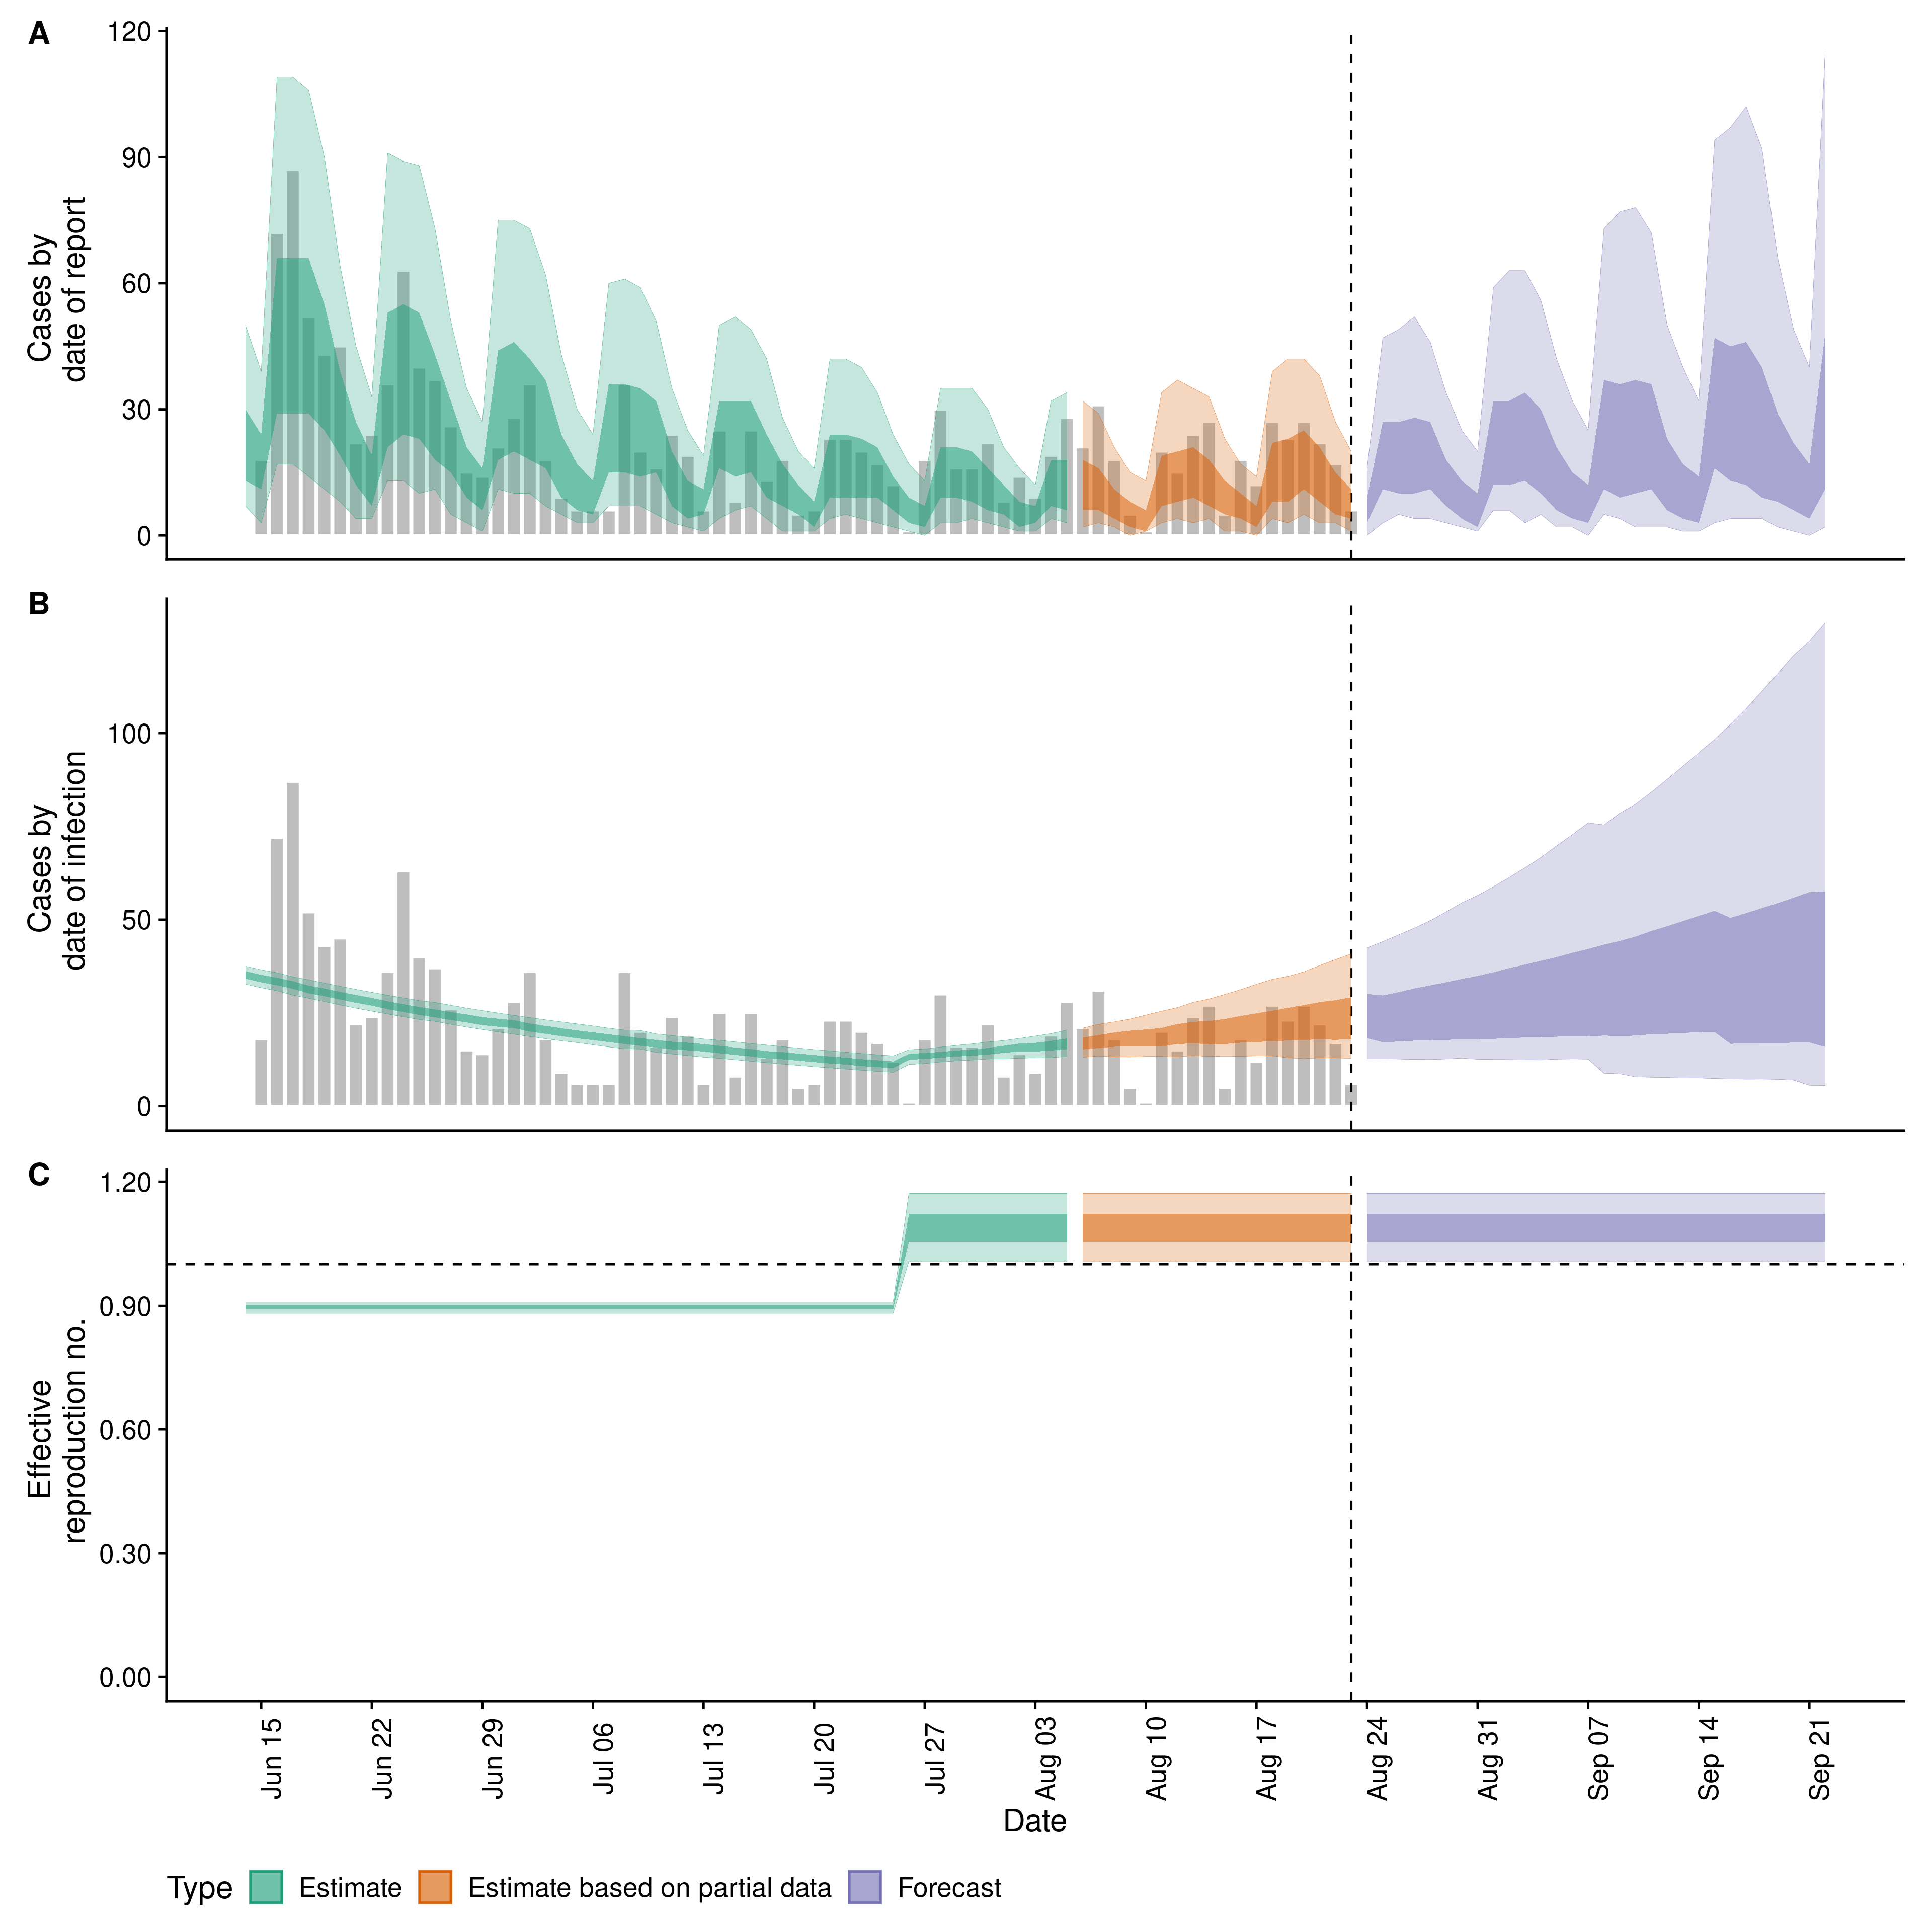 A
120
90
60
30
0
Cases by
date of report
B
100
50
0
Cases by
date of infection
C
1.20
0.90
0.60
0.30
0.00
Effective
reproduction no.
Jun 15
Jun 22
Jun 29
Jul 06
Jul 13
Jul 20
Jul 27
Aug 03
Aug 10
Aug 17
Aug 24
Aug 31
Sep 07
Sep 14
Sep 21
Date
Type Estimate Estimate based on partial data Forecast